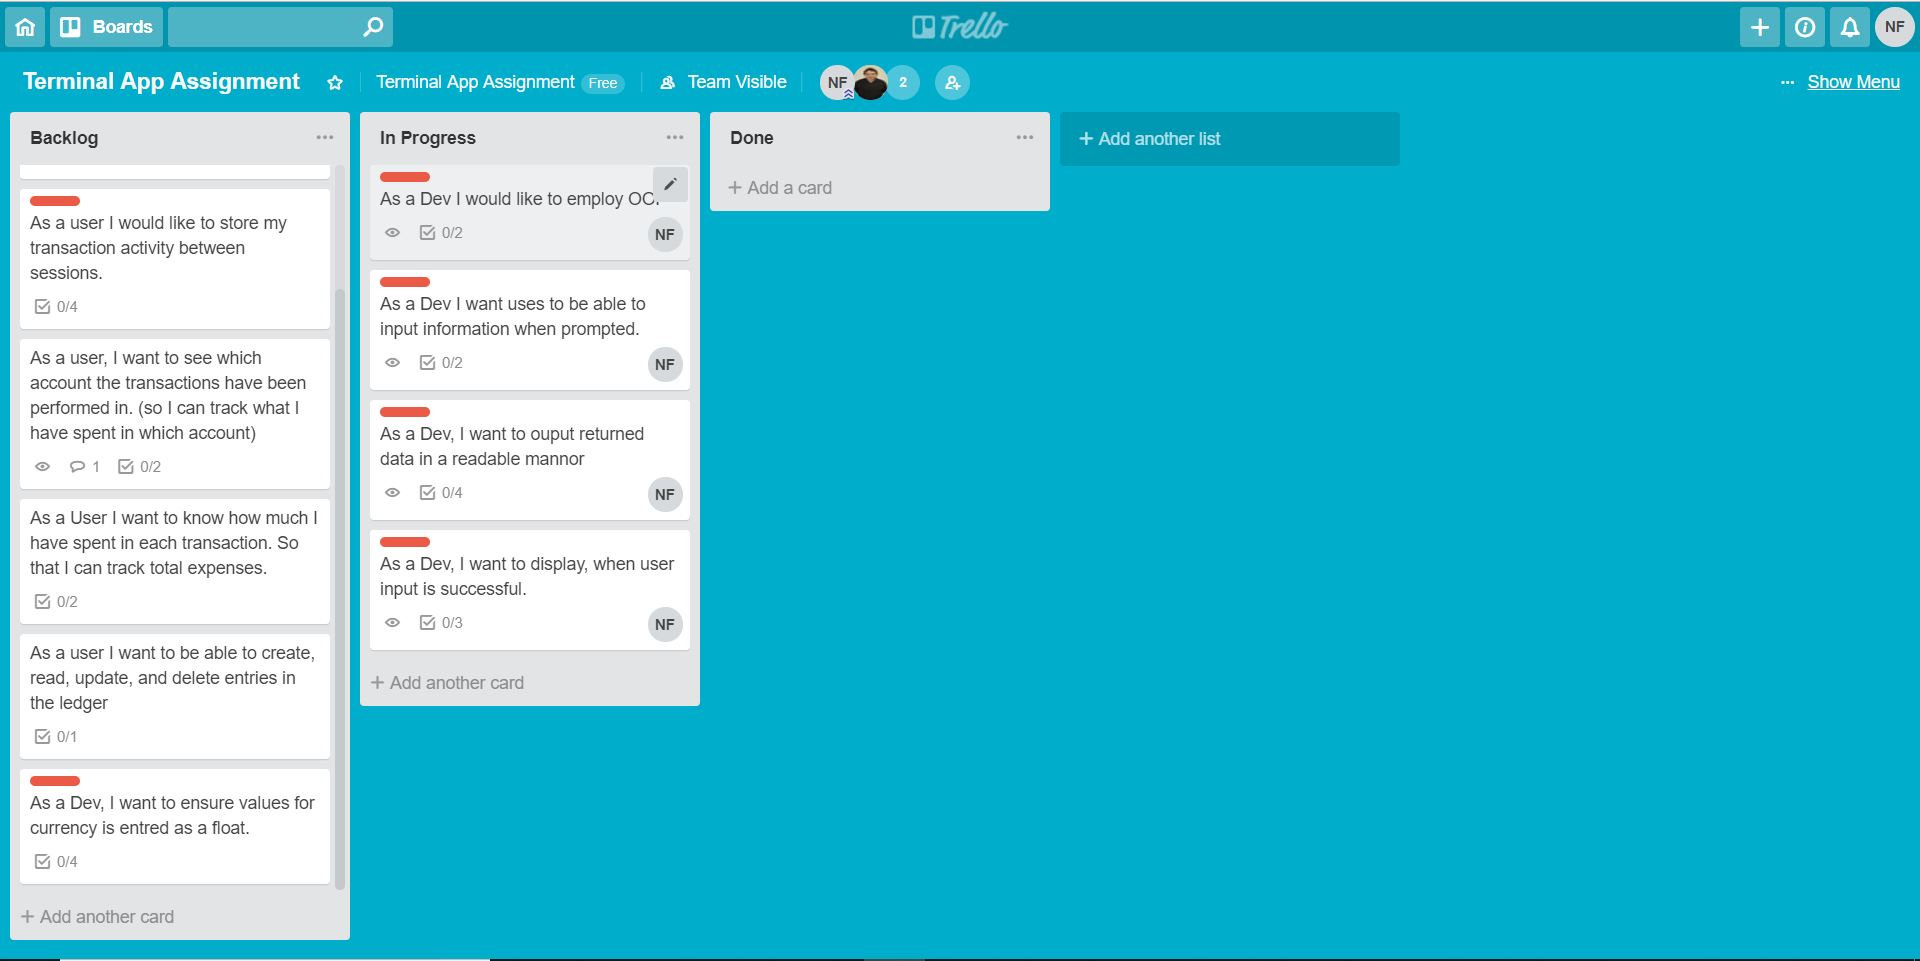 Boards
Trello
NF
Terminal App Assignment
Terminal App Assignment Free
Team Visible
NF
2
Show Menu
Backlog
As a user I would like to store my
transaction activity between
sessions.
0/4
As a user, I want to see which
account the transactions have been
performed in. (so I can track what I
have spent in which account)
1 0/2
As a User I want to know how much I
have spent in each transaction. So
that I can track total expenses.
0/2
As a user I want to be able to create,
read, update, and delete entries in
the ledger
0/1
As a Dev, I want to ensure values for
currency is entred as a float.
0/4
+ Add another card
In Progress
As a Dev I would like to employ
0/2
NF
As a Dev I want uses to be able to
input information when prompted.
0/2
NF
As a Dev, I want to ouput returned
data in a readable mannor
0/4
NF
As a Dev, I want to display, when user
input is successful.
0/3
NF
+ Add another card
Done
+ Add a card
+ Add another list